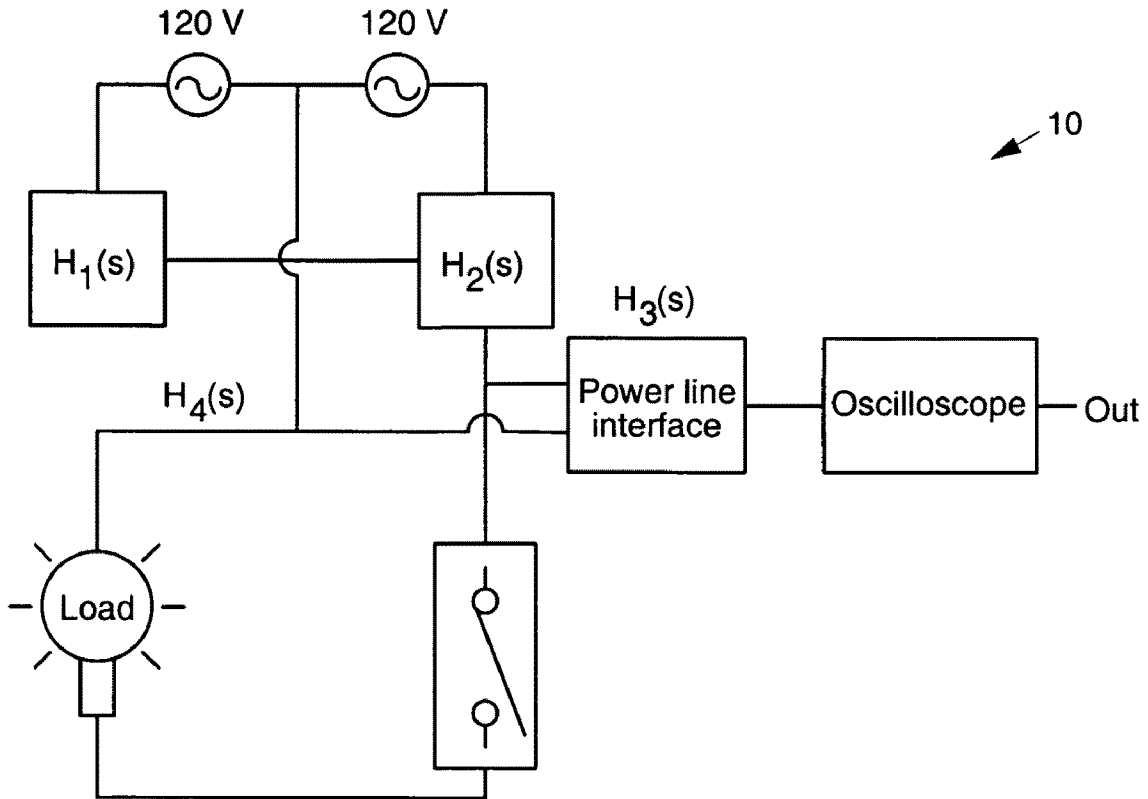 120 V
120 V
10
H1(s)
H2(s)
H3(s)
H4(s)
Power line
interface
Oscilloscope
Out
Load